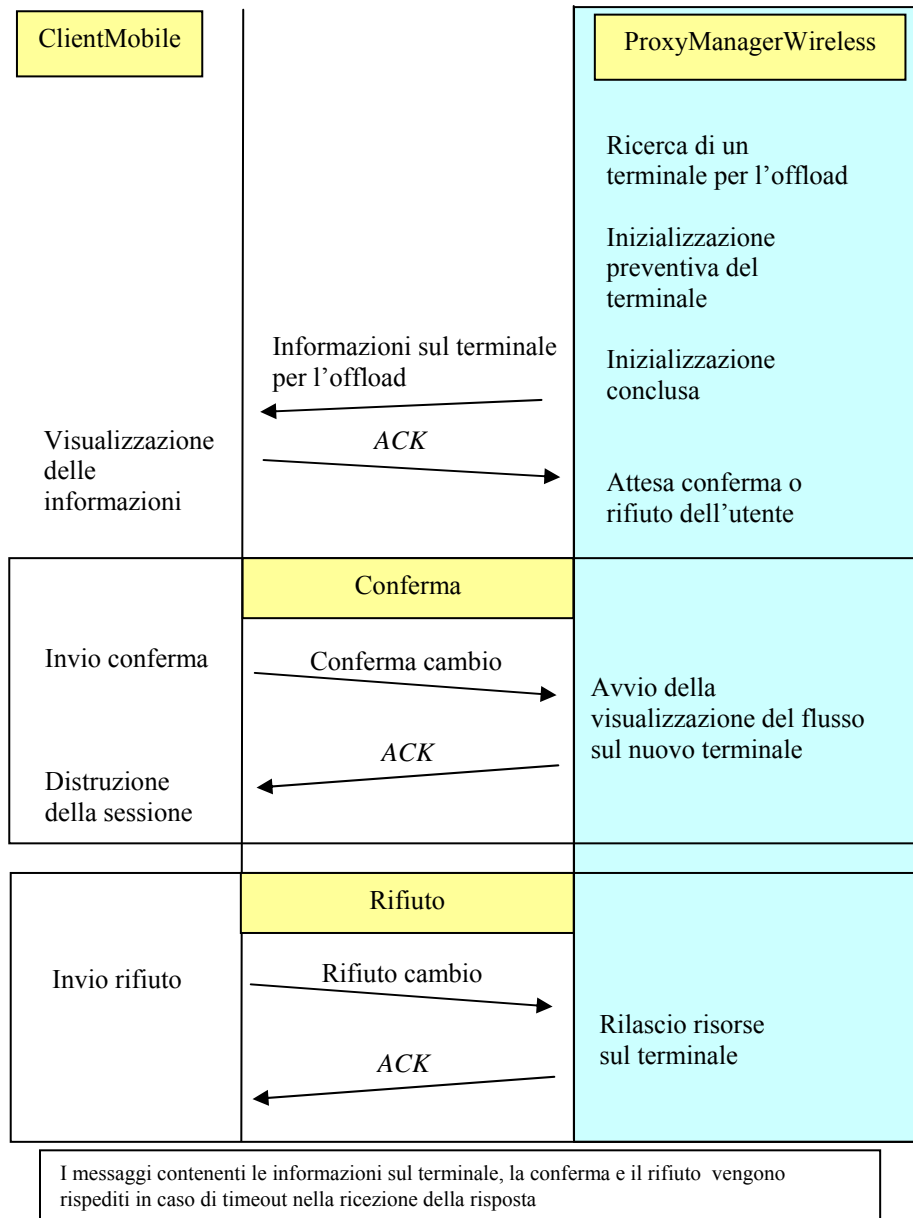 ClientMobile
ProxyManagerWireless
Ricerca di un
terminale per l’offload
Inizializzazione
preventiva del
terminale
Informazioni sul terminale
per l’offload
Inizializzazione
conclusa
Visualizzazione
delle
informazioni
ACK
Attesa conferma o
rifiuto dell’utente
Conferma
Invio conferma
Conferma cambio
Avvio della
visualizzazione del flusso
sul nuovo terminale
ACK
Distruzione
della sessione
Rifiuto
Invio rifiuto
Rifiuto cambio
Rilascio risorse
sul terminale
ACK
I messaggi contenenti le informazioni sul terminale, la conferma e il rifiuto vengono
rispediti in caso di timeout nella ricezione della risposta